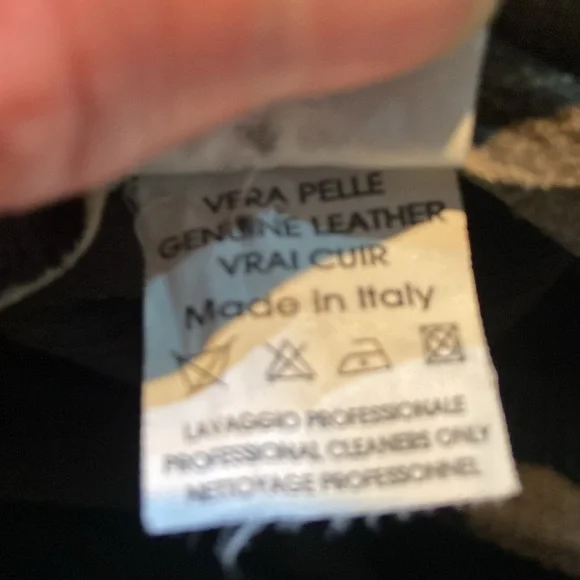 VERA PELLE
GENUINE LEATHER
VRAI CUIR
Made in Italy
LAVAGGIO PROFESSIONALE
PROFESSIONAL CLEANERS ONLY
NETTOYAGE PROFESSIONNEL